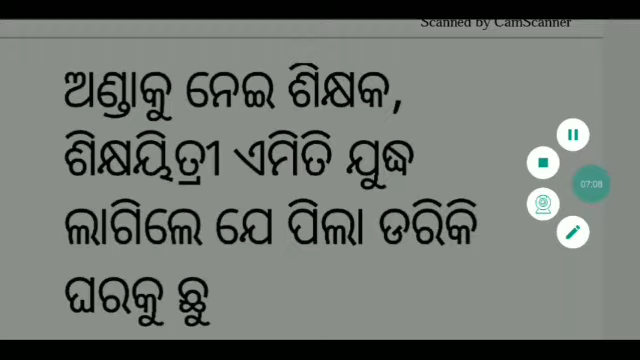 Scanned by CamScanner
ଅଣ୍ଡାକୁ ନେଇ ଶିକ୍ଷକ,
ଶିକ୍ଷୟିତ୍ରୀ ଏମିତି ଯୁଦ୍ଧ
ଲାଗିଲେ ଯେ ପିଲା ଡରିକି
ଘରକୁ ଛୁ
07:08